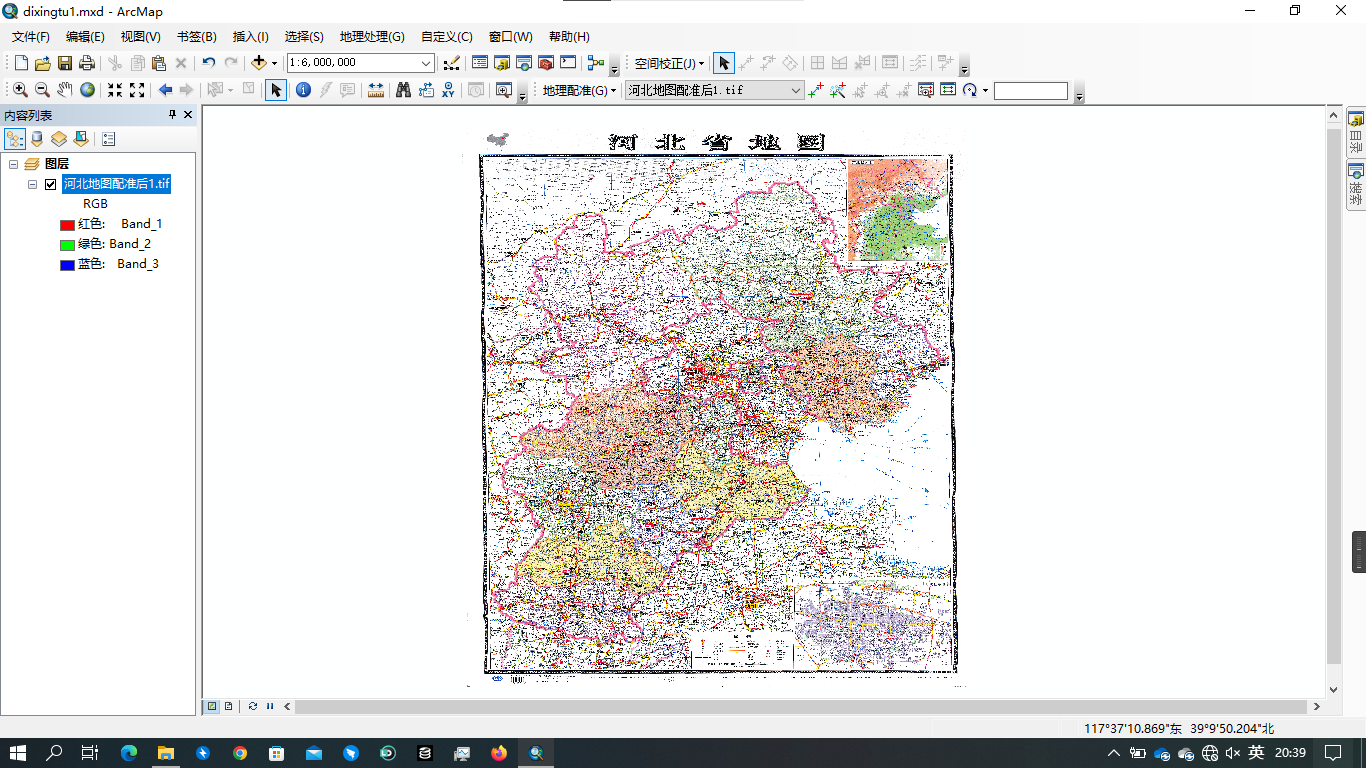 dixingtu1.mxd - ArcMap
文件(F) 编辑(E) 视图(V) 书签(B) 插入(I) 选择(S) 地理处理(G) 自定义(C) 窗口(W) 帮助(H)
1:6,000,000 空间校正(J)
XY 地理配准(G) 河北地图配准后1.tif
内容列表
图层
河北地图配准后1.tif
RGB
红色: Band_1
绿色: Band_2
蓝色: Band_3
河北省地图
目录
搜索
117°37'10.869"东 39°9'50.204"北
英 20:39